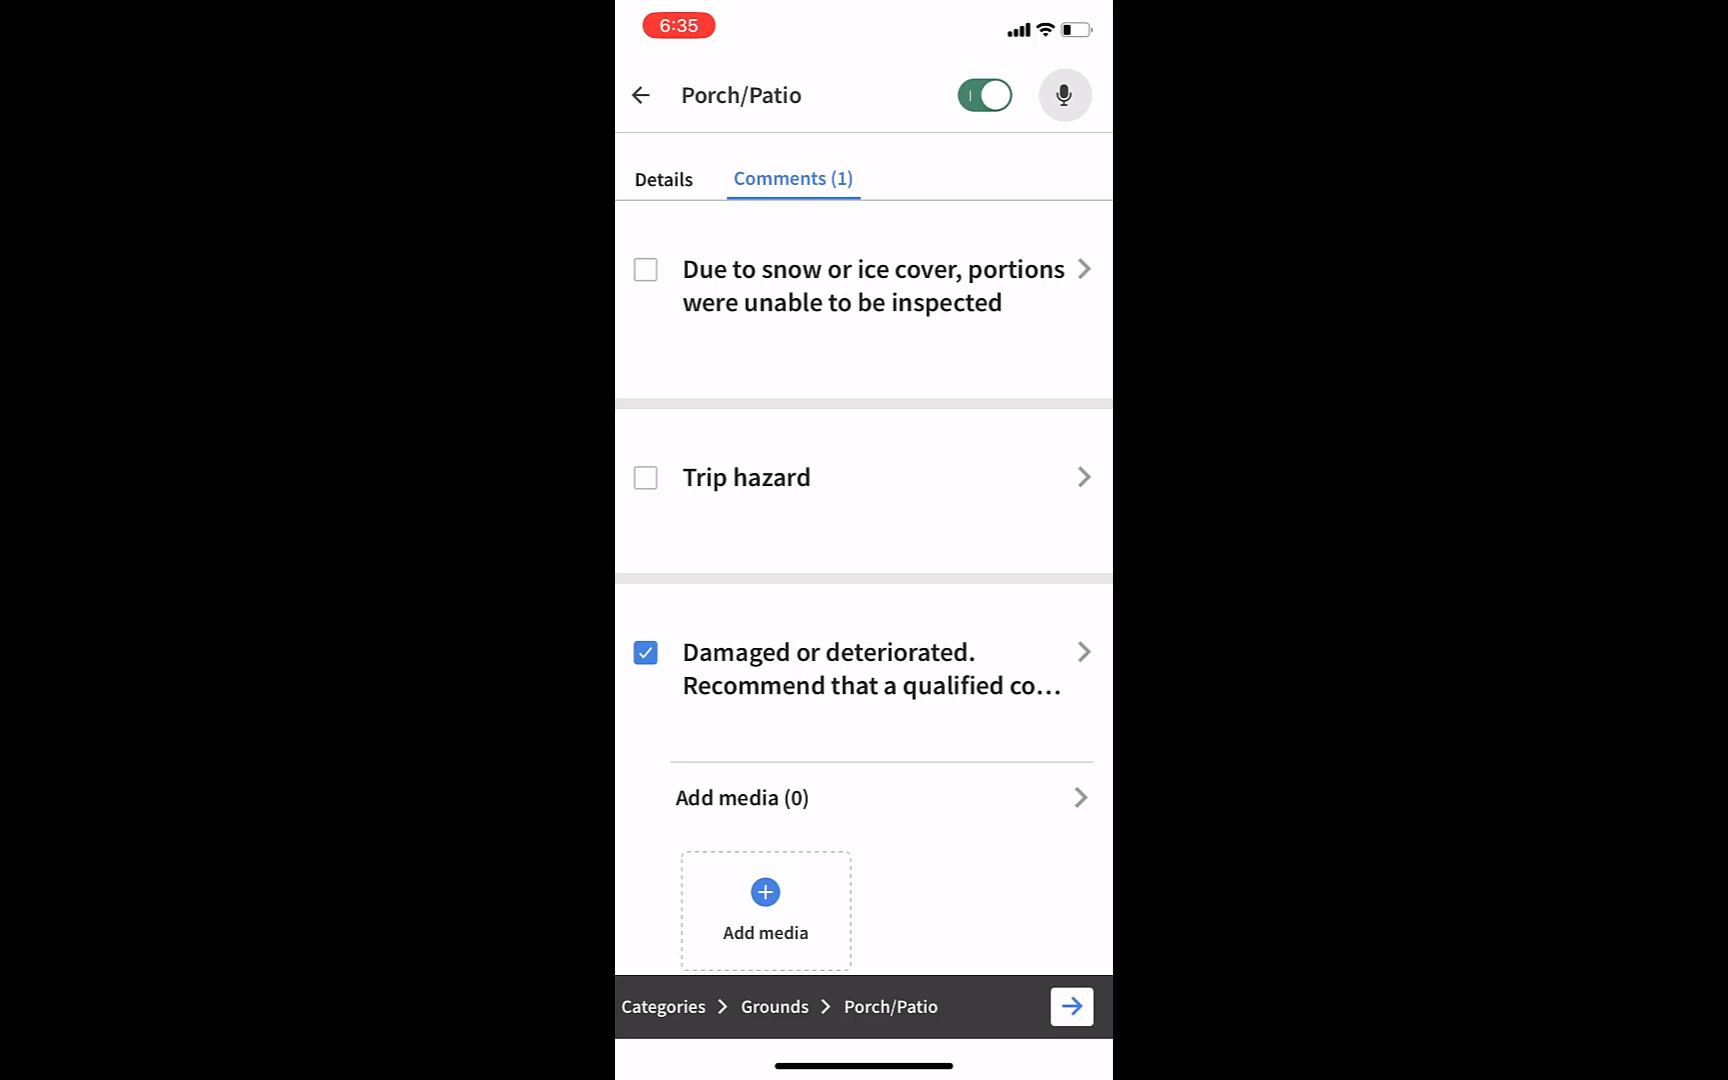 6:35
Porch/Patio
Details
Comments (1)
Due to snow or ice cover, portions
were unable to be inspected
Trip hazard
Damaged or deteriorated.
Recommend that a qualified co...
Add media (0)
Add media
Categories
Grounds
Porch/Patio